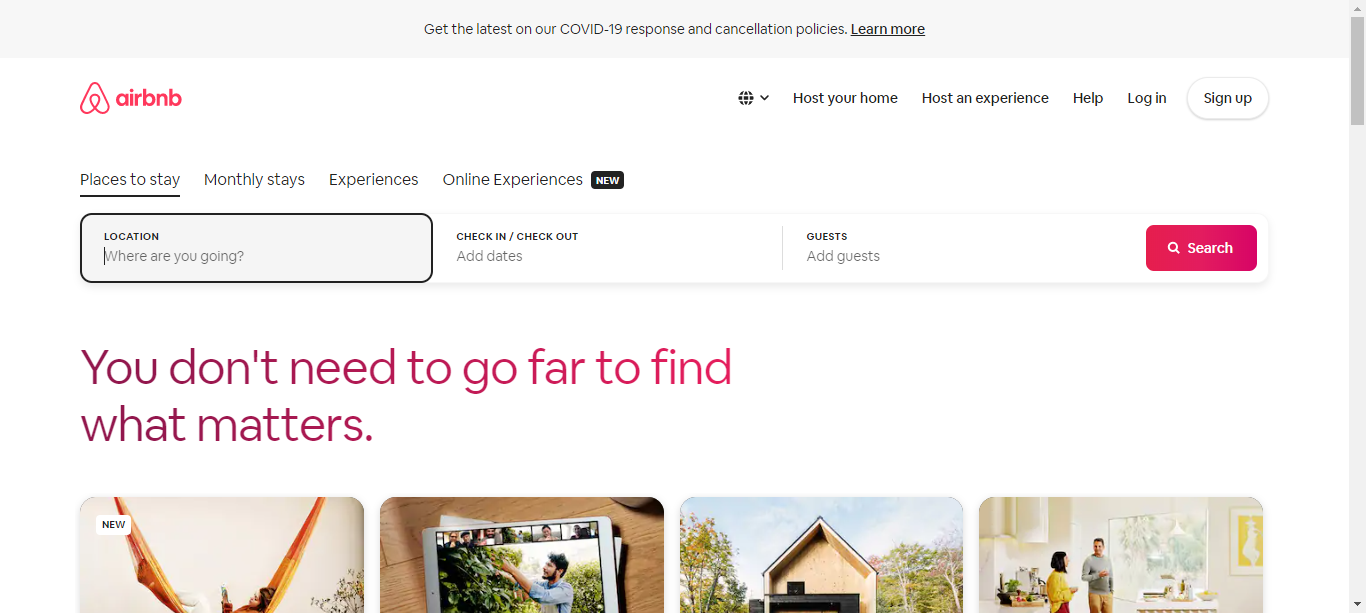 Get the latest on our COVID-19 response and cancellation policies. Learn more
airbnb
Host your home
Host an experience
Help
Log in
Sign up
Places to stay
Monthly stays
Experiences
Online Experiences
NEW
LOCATION
Where are you going?
CHECK IN / CHECK OUT
Add dates
GUESTS
Add guests
Search
You don't need to go far to find
what matters.
NEW